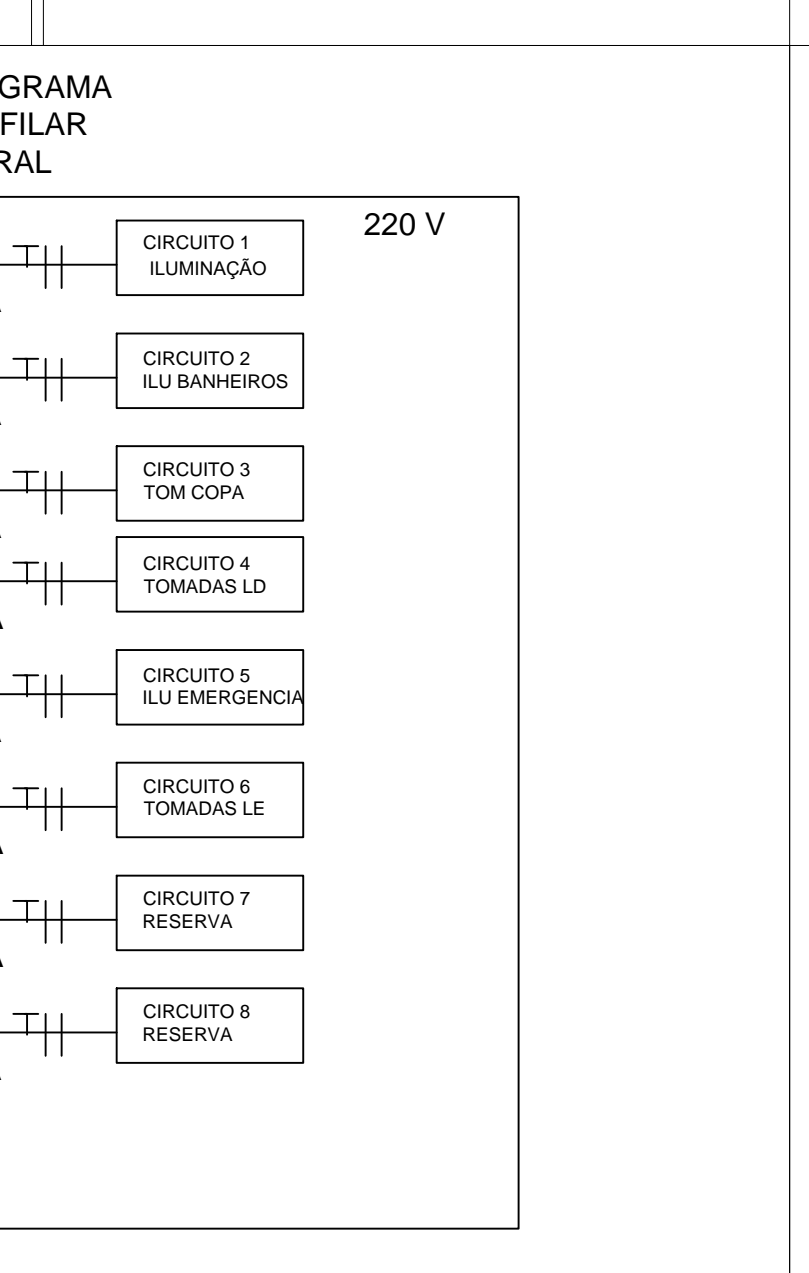 GRAMA
FILAR
RAL
220 V
CIRCUITO 1
ILUMINAÇÃO
CIRCUITO 2
ILU BANHEIROS
CIRCUITO 3
TOM COPA
CIRCUITO 4
TOMADAS LD
CIRCUITO 5
ILU EMERGENCIA
CIRCUITO 6
TOMADAS LE
CIRCUITO 7
RESERVA
CIRCUITO 8
RESERVA